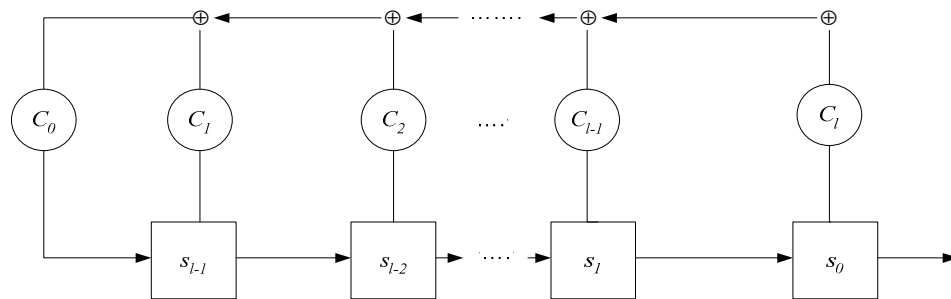 C₀ C₁ C₂ ..... Cₗ₋₁ Cₗ
sₗ₋₁ sₗ₋₂ ..... s₁ s₀